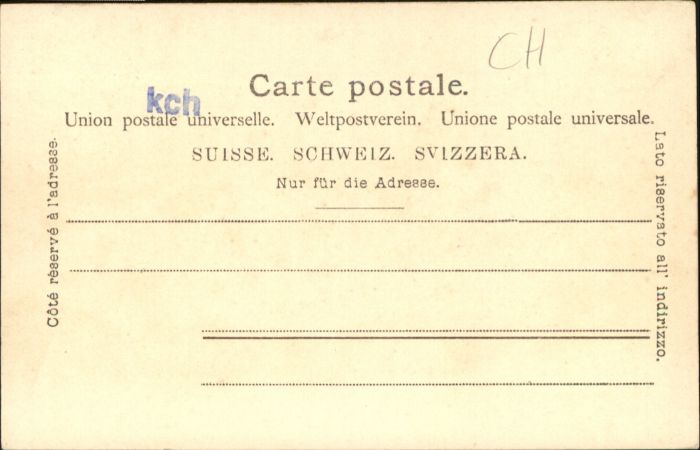 CH
Carte postale.
kch
Union postale universelle. Weltpostverein. Unione postale universale.
SUISSE. SCHWEIZ. SVIZZERA.
Nur für die Adresse.
Côté réservé à l'adresse.
Lato riservato all' indirizzo.